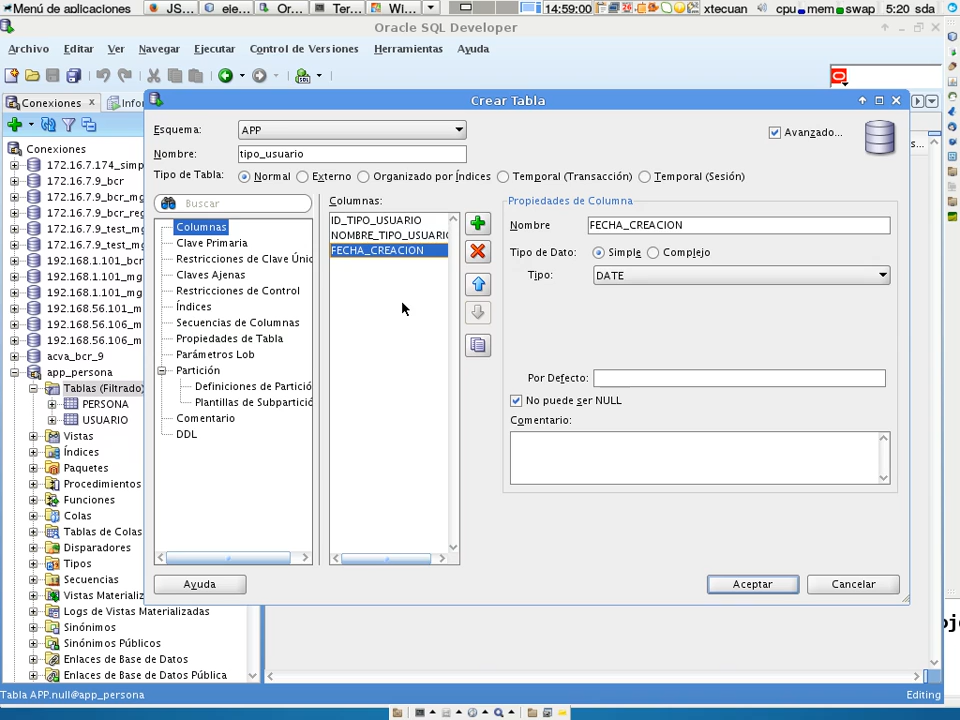 Menú de aplicaciones
JS...
ele...
Or...
Ter...
Wi...
14:59:00
xtecuan
cpu
mem
swap
5:20
sda
Oracle SQL Developer
Archivo
Editar
Ver
Navegar
Ejecutar
Control de Versiones
Herramientas
Ayuda
Conexiones
Infor
Conexiones
172.16.7.174_simp
172.16.7.9_bcr
172.16.7.9_bcr_mg
172.16.7.9_bcr_reg
172.16.7.9_test_m
172.16.7.9_test_mg
192.168.1.101_bcr
192.168.1.101_mg
192.168.1.101_mg
192.168.56.101_m
192.168.56.106_m
192.168.56.106_m
acva_bcr_9
app_persona
Tablas (Filtrado)
PERSONA
USUARIO
Vistas
Índices
Paquetes
Procedimientos
Funciones
Colas
Tablas de Colas
Disparadores
Tipos
Secuencias
Vistas Materializ
Logs de Vistas Materializadas
Sinónimos
Sinónimos Públicos
Enlaces de Base de Datos
Enlaces de Base de Datos Pública
Crear Tabla
Esquema:
APP
Avanzado...
Nombre:
tipo_usuario
Tipo de Tabla:
Normal
Externo
Organizado por Índices
Temporal (Transacción)
Temporal (Sesión)
Buscar
Columnas
Clave Primaria
Restricciones de Clave Únic
Claves Ajenas
Restricciones de Control
Índices
Secuencias de Columnas
Propiedades de Tabla
Parámetros Lob
Partición
Definiciones de Partició
Plantillas de Subpartició
Comentario
DDL
Columnas:
ID_TIPO_USUARIO
NOMBRE_TIPO_USUARIO
FECHA_CREACION
Propiedades de Columna
Nombre
FECHA_CREACION
Tipo de Dato:
Simple
Complejo
Tipo:
DATE
Por Defecto:
No puede ser NULL
Comentario:
Ayuda
Aceptar
Cancelar
s...
Tabla APP.null@app_persona
Editing